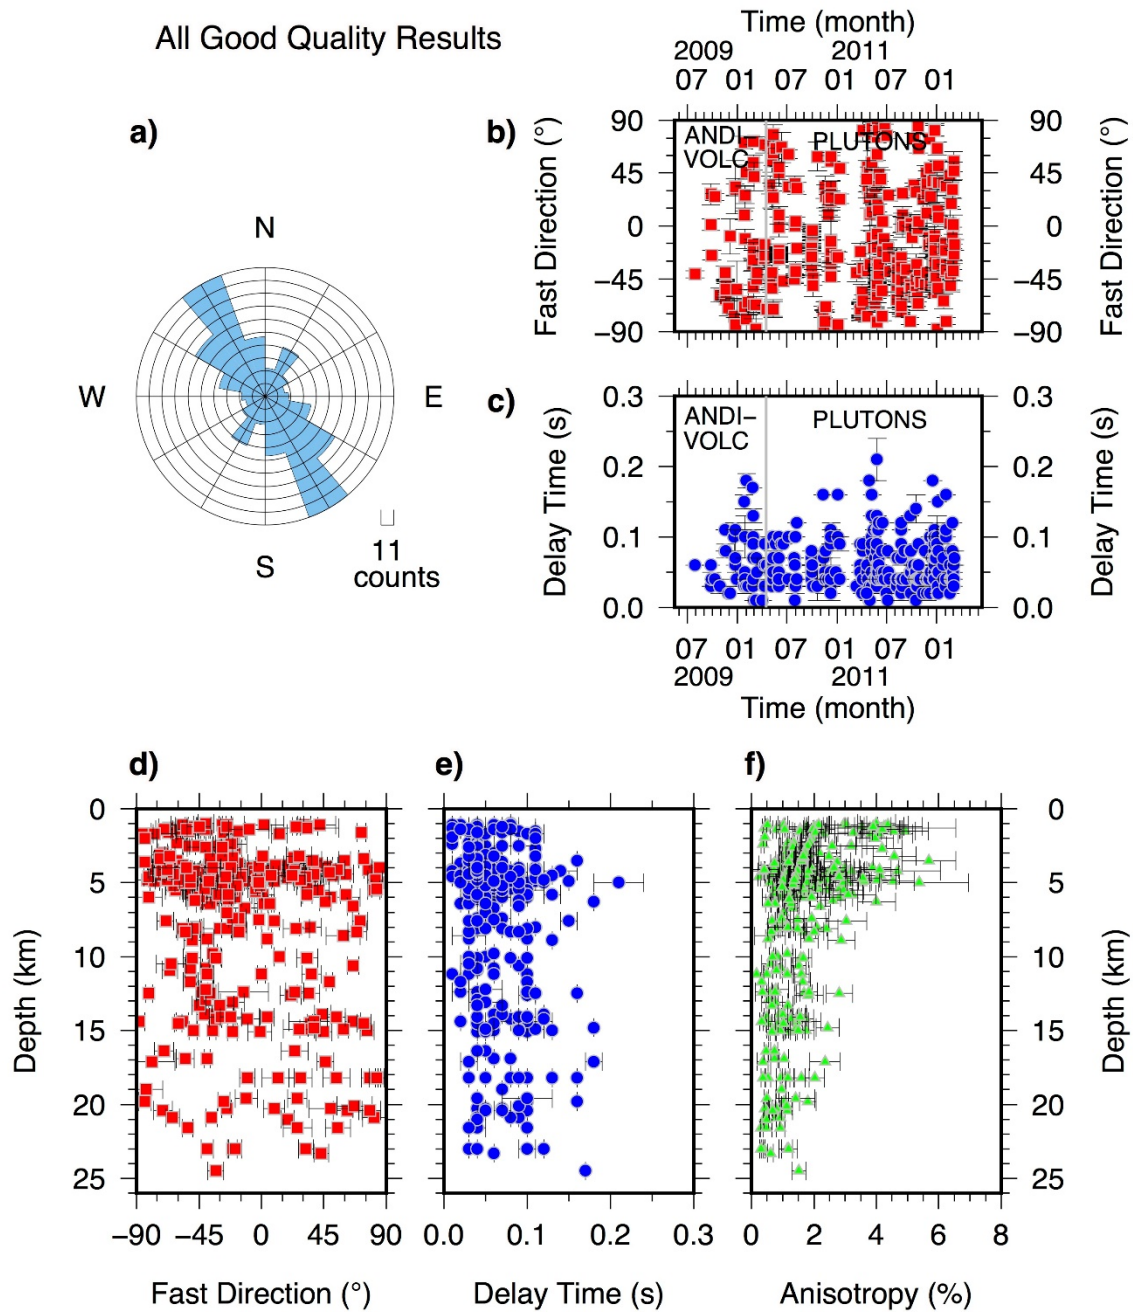 All Good Quality Results
a)
N
W
E
S
11
counts
Time (month)
2009
2011
07 01 07 01 07 01
b)
Fast Direction (°)
90
45
0
−45
−90
ANDI−
VOLC
PLUTONS
90
45
0
−45
−90
Fast Direction (°)
c)
Delay Time (s)
0.3
0.2
0.1
0.0
ANDI−
VOLC
PLUTONS
0.3
0.2
0.1
0.0
Delay Time (s)
07 01 07 01 07 01
2009
2011
Time (month)
d)
Depth (km)
0
5
10
15
20
25
−90 −45 0 45 90
Fast Direction (°)
e)
0.0 0.1 0.2 0.3
Delay Time (s)
f)
0
5
10
15
20
25
Depth (km)
0 2 4 6 8
Anisotropy (%)